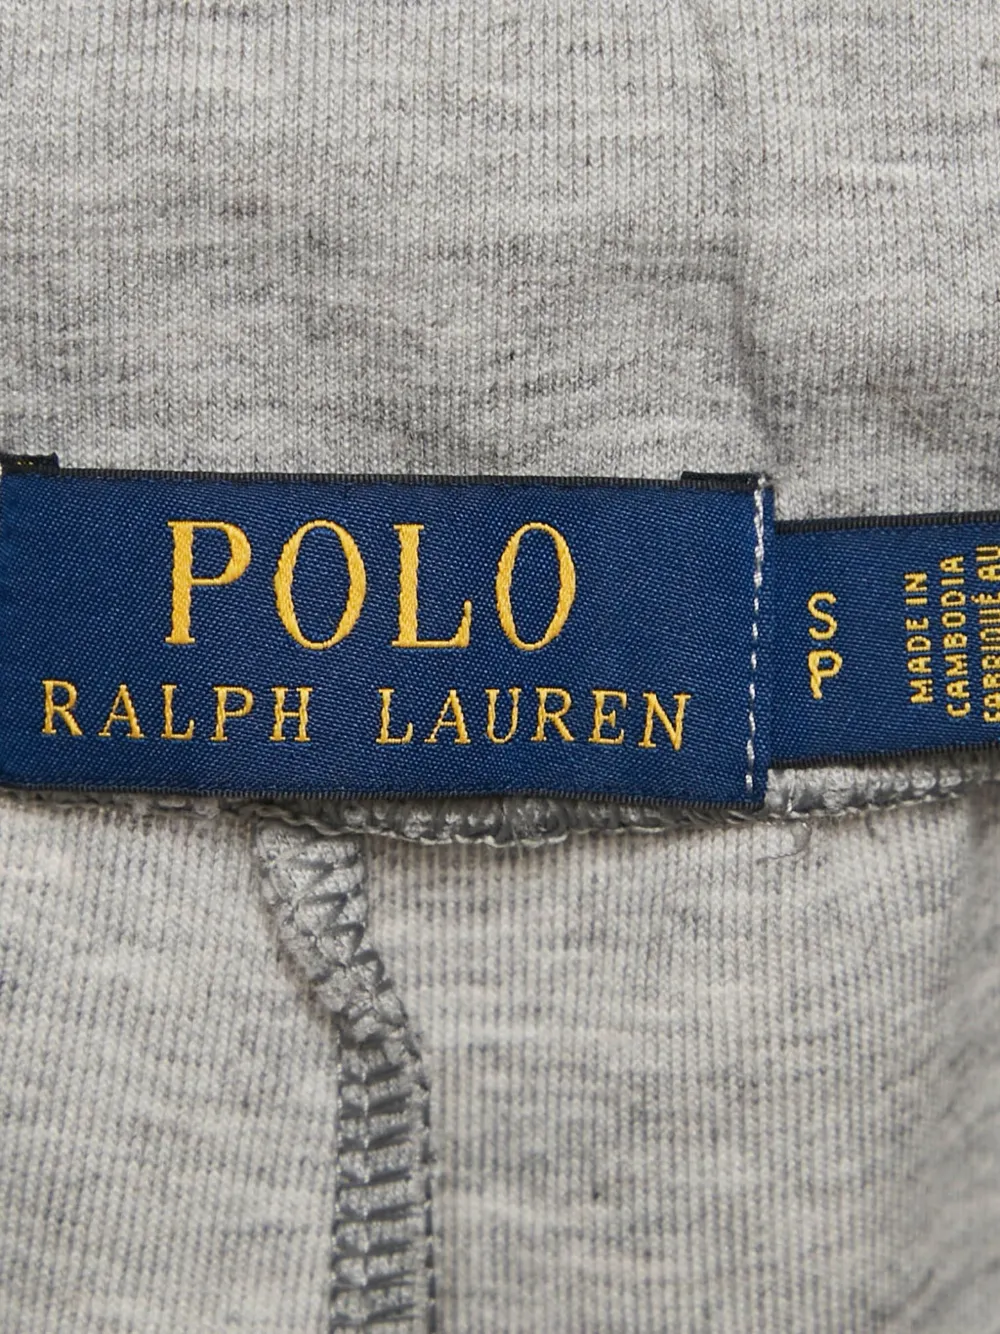 POLO
RALPH LAUREN
S
P
MADE IN
CAMBODIA
FABRIQUÉ AU